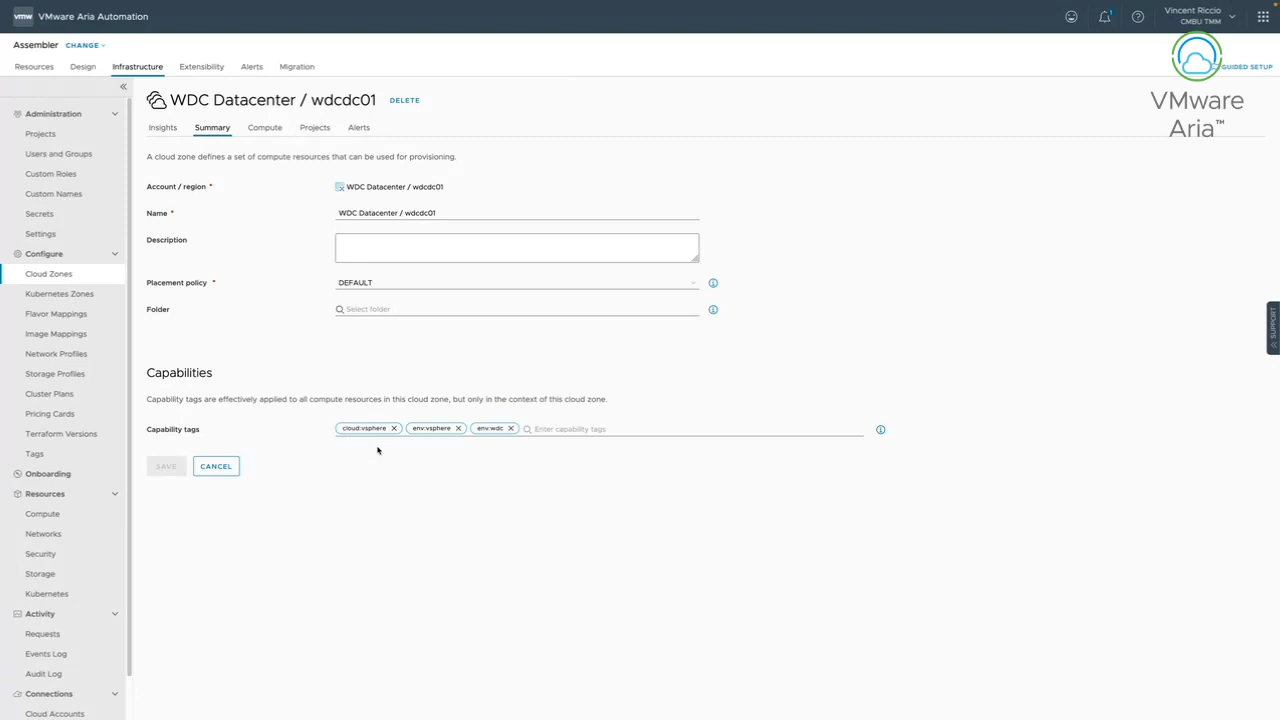 vmw VMware Aria Automation
Vincent Riccio
CMBU TMM
1
Assembler CHANGE
Resources Design Infrastructure Extensibility Alerts Migration
GUIDED SETUP
VMware
Aria™
Administration
Projects
Users and Groups
Custom Roles
Custom Names
Secrets
Settings
Configure
Cloud Zones
Kubernetes Zones
Flavor Mappings
Image Mappings
Network Profiles
Storage Profiles
Cluster Plans
Pricing Cards
Terraform Versions
Tags
Onboarding
Resources
Compute
Networks
Security
Storage
Kubernetes
Activity
Requests
Events Log
Audit Log
Connections
Cloud Accounts
WDC Datacenter / wdcdc01 DELETE
Insights Summary Compute Projects Alerts
A cloud zone defines a set of compute resources that can be used for provisioning.
Account / region * WDC Datacenter / wdcdc01
Name * WDC Datacenter / wdcdc01
Description
Placement policy * DEFAULT
Folder Select folder
Capabilities
Capability tags are effectively applied to all compute resources in this cloud zone, but only in the context of this cloud zone.
Capability tags cloud:vsphere env:vsphere env:wdc Enter capability tags
SAVE CANCEL
SUPPORT